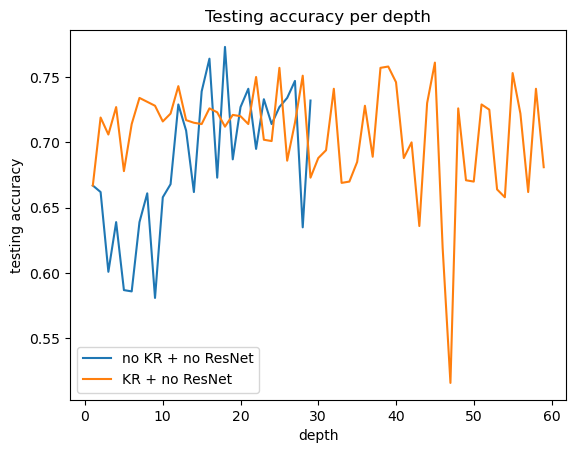 Testing accuracy per depth
testing accuracy
0.75
0.70
0.65
0.60
0.55
no KR + no ResNet
KR + no ResNet
0 10 20 30 40 50 60
depth